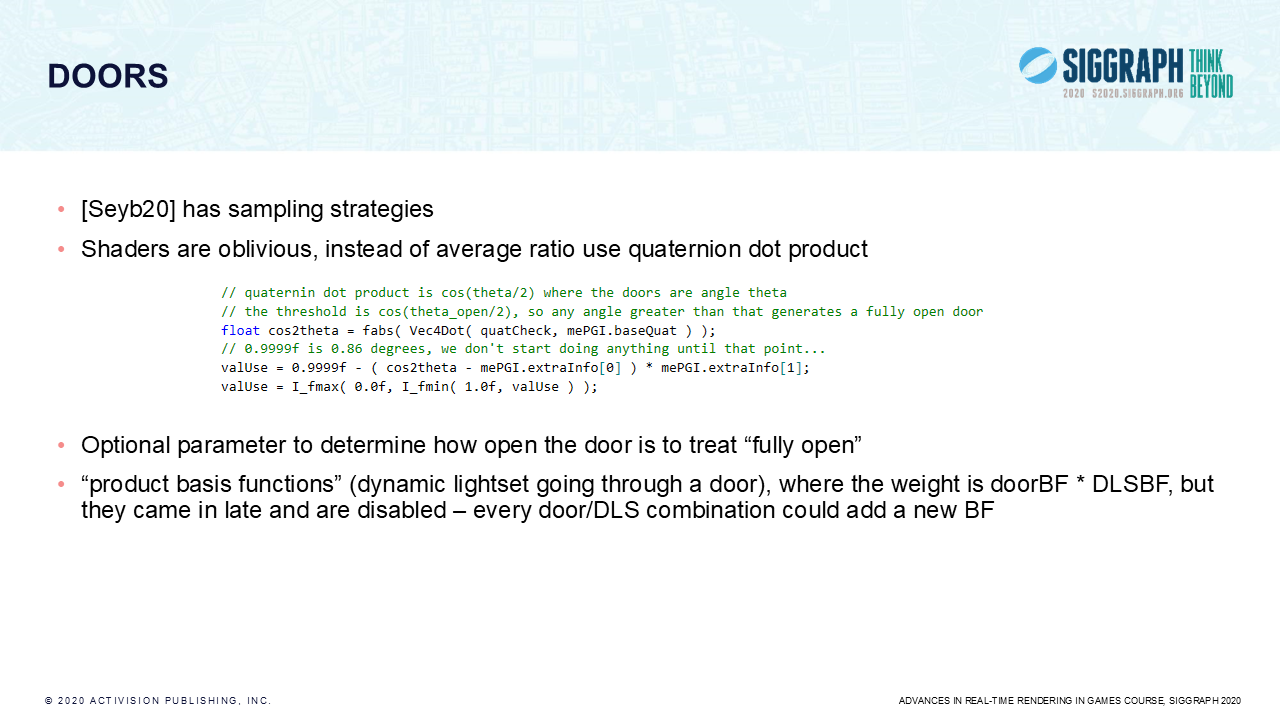 DOORS
SIGGRAPH THINK BEYOND
2020 S2020.SIGGRAPH.ORG
• [Seyb20] has sampling strategies
• Shaders are oblivious, instead of average ratio use quaternion dot product
// quaternin dot product is cos(theta/2) where the doors are angle theta
// the threshold is cos(theta_open/2), so any angle greater than that generates a fully open door
float cos2theta = fabs( Vec4Dot( quatCheck, mePGI.baseQuat ) );
// 0.9999f is 0.86 degrees, we don't start doing anything until that point...
valUse = 0.9999f - ( cos2theta - mePGI.extraInfo[0] ) * mePGI.extraInfo[1];
valUse = I_fmax( 0.0f, I_fmin( 1.0f, valUse ) );
• Optional parameter to determine how open the door is to treat “fully open”
• “product basis functions” (dynamic lightset going through a door), where the weight is doorBF * DLSBF, but
they came in late and are disabled – every door/DLS combination could add a new BF
© 2020 ACTIVISION PUBLISHING, INC.
ADVANCES IN REAL-TIME RENDERING IN GAMES COURSE, SIGGRAPH 2020